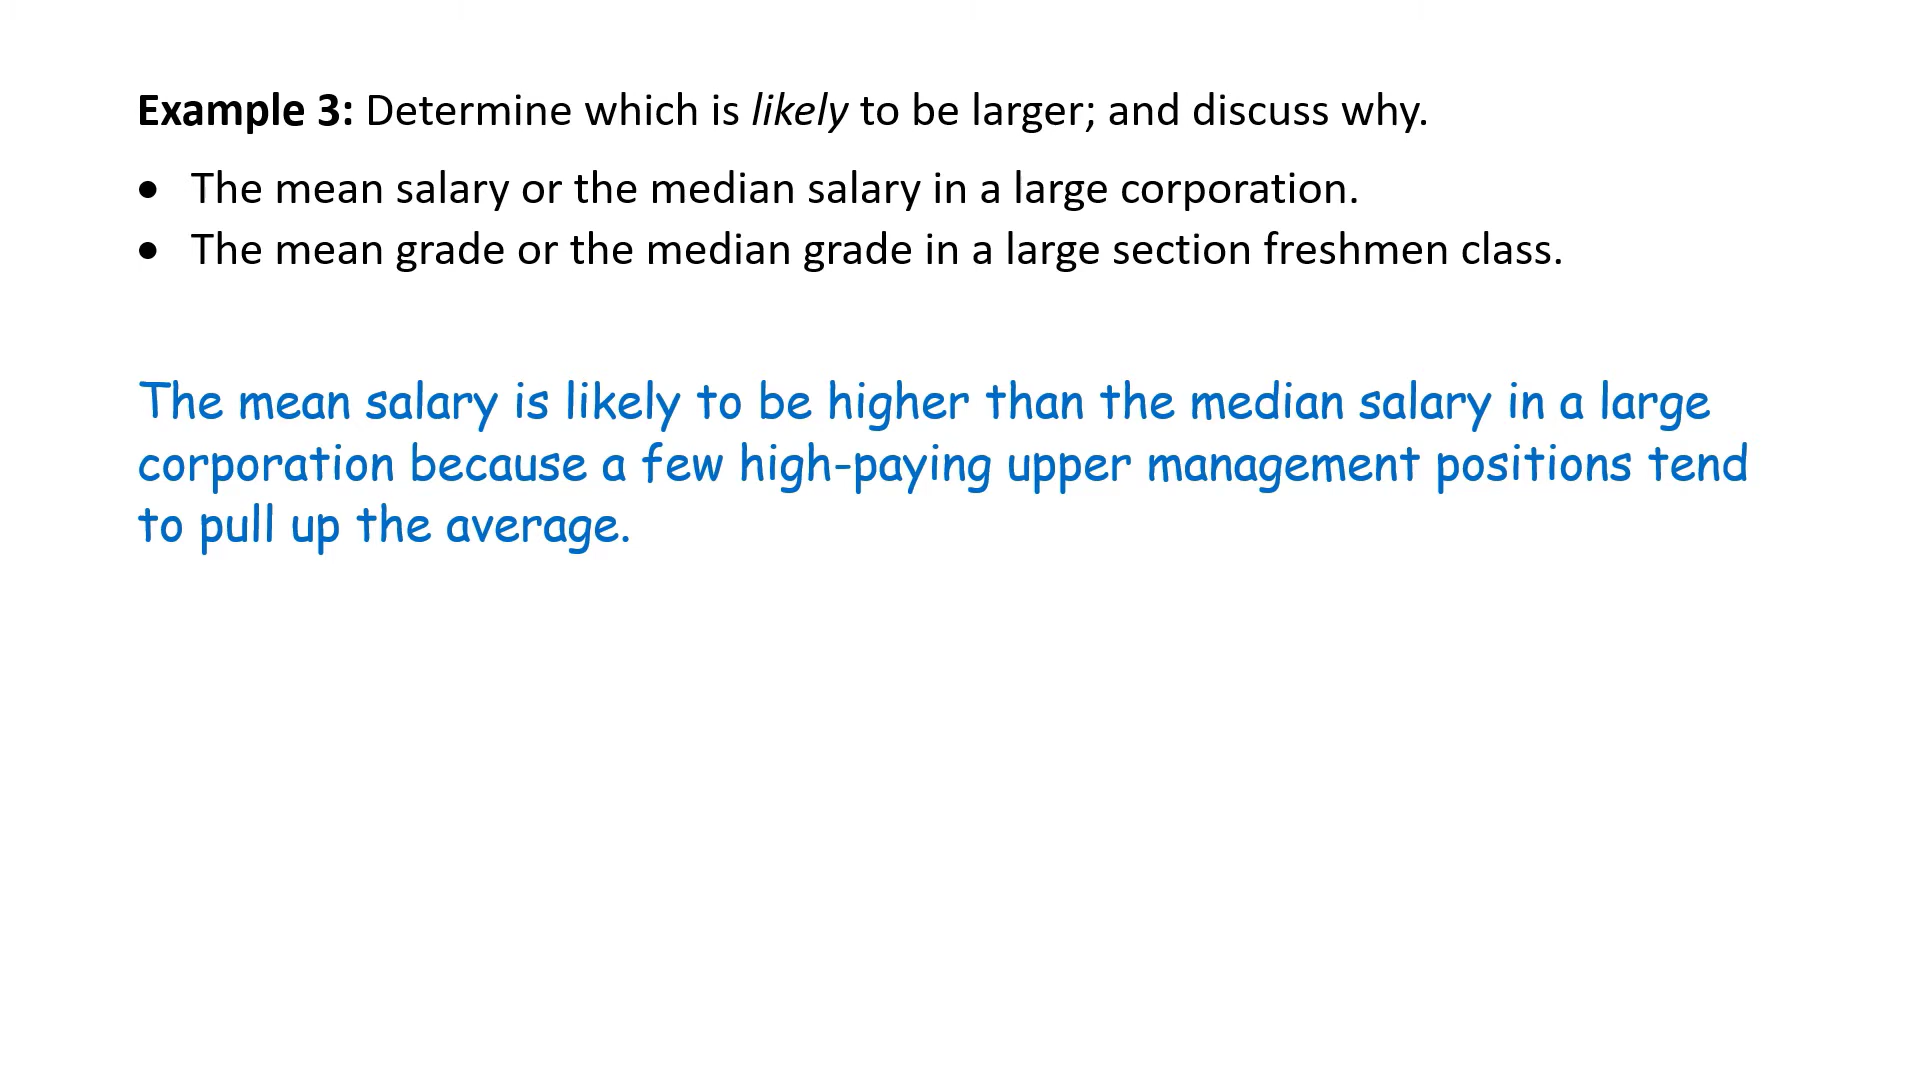 Example 3: Determine which is likely to be larger; and discuss why.
• The mean salary or the median salary in a large corporation.
• The mean grade or the median grade in a large section freshmen class.
The mean salary is likely to be higher than the median salary in a large
corporation because a few high-paying upper management positions tend
to pull up the average.